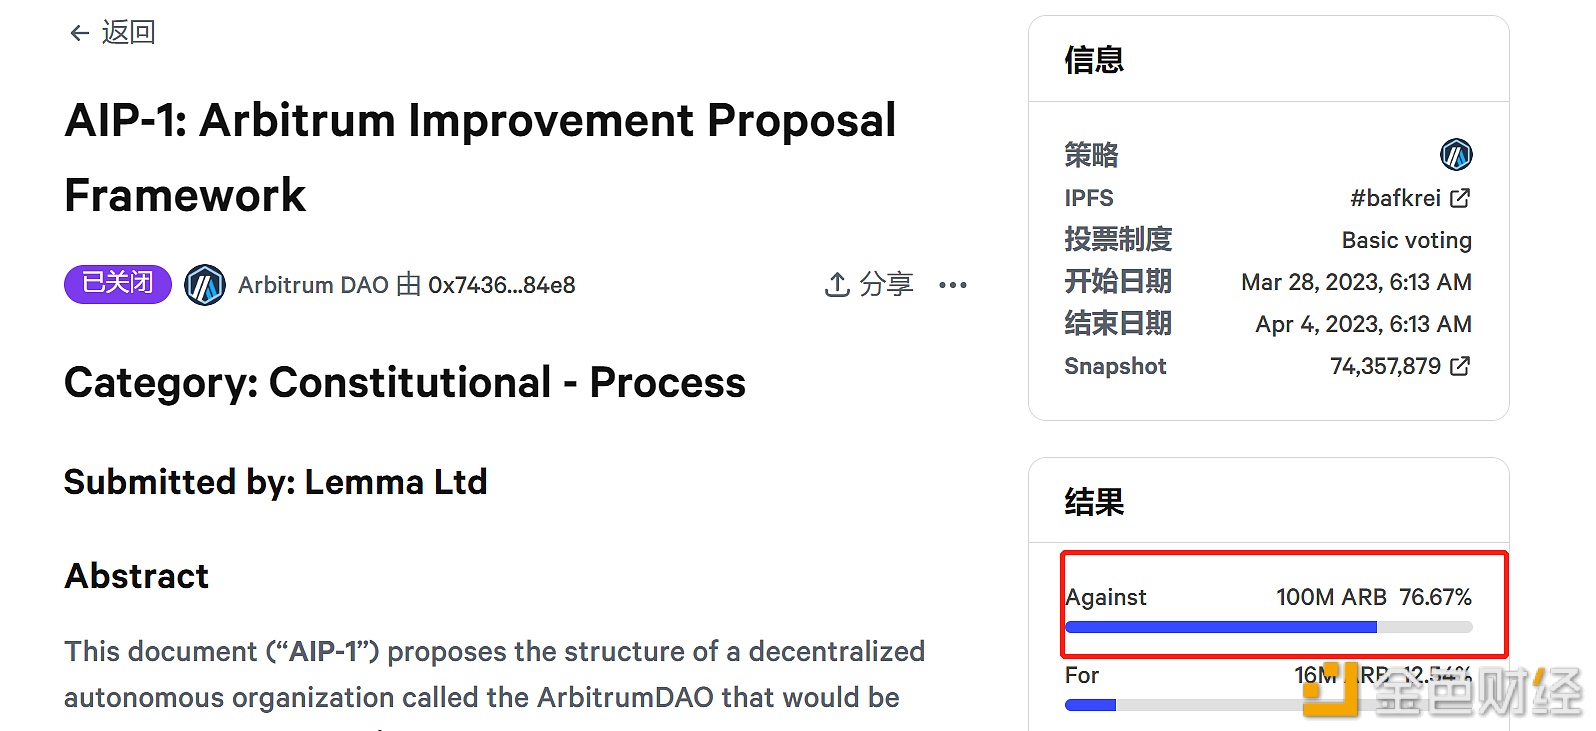 ← 返回
AIP-1: Arbitrum Improvement Proposal
Framework
已关闭 Arbitrum DAO 由 0x7436...84e8 分享 •••
Category: Constitutional - Process
Submitted by: Lemma Ltd
Abstract
This document (“AIP-1”) proposes the structure of a decentralized
autonomous organization called the ArbitrumDAO that would be
信息
策略
IPFS #bafkrei
投票制度 Basic voting
开始日期 Mar 28, 2023, 6:13 AM
结束日期 Apr 4, 2023, 6:13 AM
Snapshot 74,357,879
结果
Against 100M ARB 76.67%
For 16M ARB 12.54%
金色财经